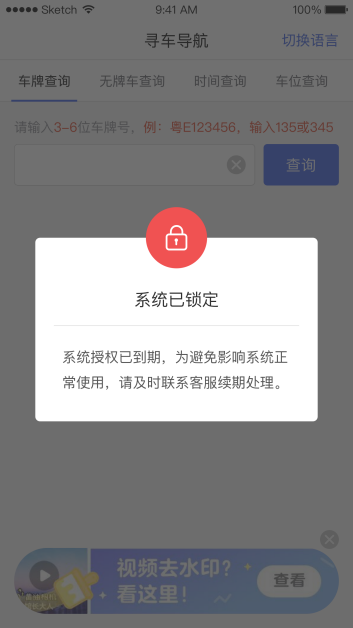 Sketch 9:41 AM 100%
寻车导航 切换语言
车牌查询 无牌车查询 时间查询 车位查询
请输入3-6位车牌号，例：粤E123456，输入135或345
查询
系统已锁定
系统授权已到期，为避免影响系统正
常使用，请及时联系客服续期处理。
视频去水印？
看这里！
查看